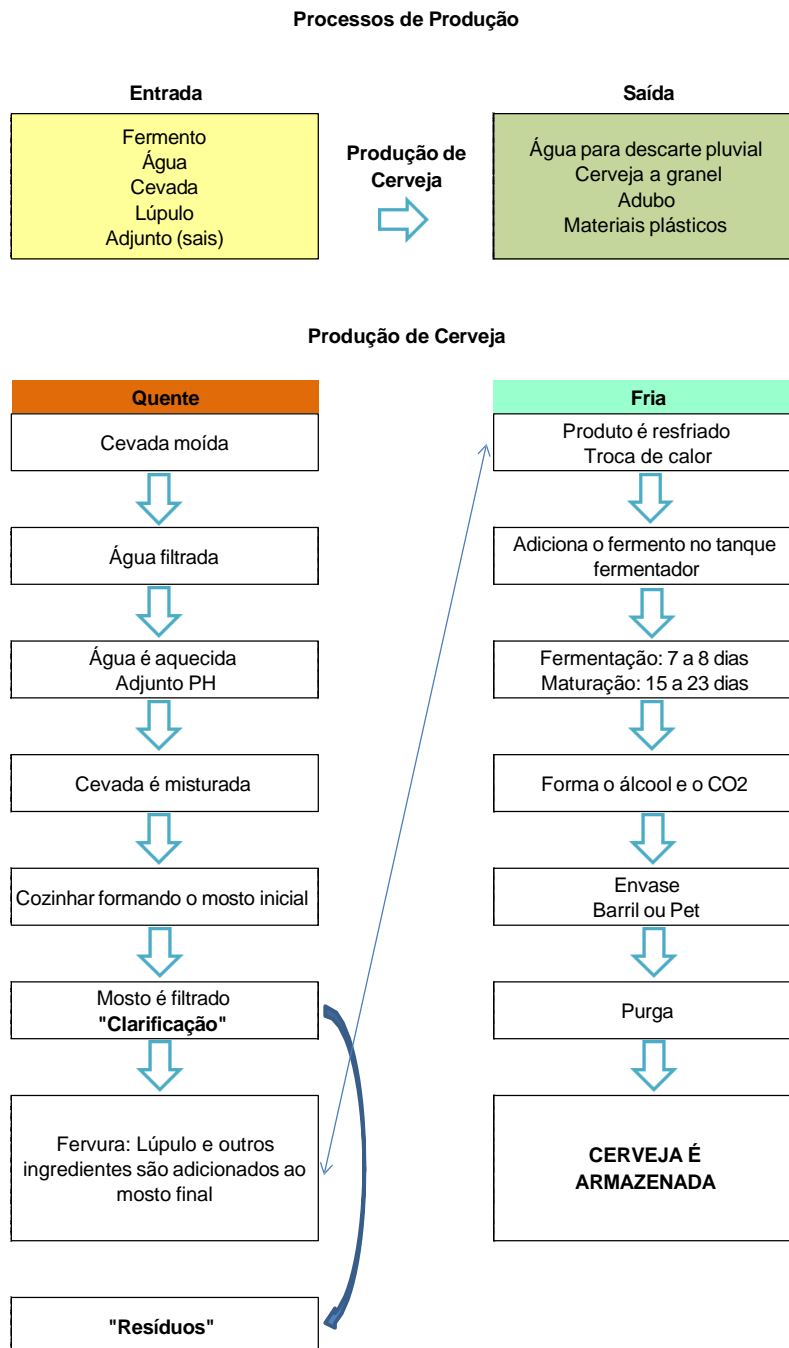 Processos de Produção
Entrada
Fermento
Água
Cevada
Lúpulo
Adjunto (sais)
Produção de
Cerveja
Saída
Água para descarte pluvial
Cerveja a granel
Adubo
Materiais plásticos
Produção de Cerveja
Quente
Cevada moída
Água filtrada
Água é aquecida
Adjunto PH
Cevada é misturada
Cozinhar formando o mosto inicial
Mosto é filtrado
"Clarificação"
Fervura: Lúpulo e outros
ingredientes são adicionados ao
mosto final
"Resíduos"
Fria
Produto é resfriado
Troca de calor
Adiciona o fermento no tanque
fermentador
Fermentação: 7 a 8 dias
Maturação: 15 a 23 dias
Forma o álcool e o CO2
Envase
Barril ou Pet
Purga
CERVEJA É
ARMAZENADA